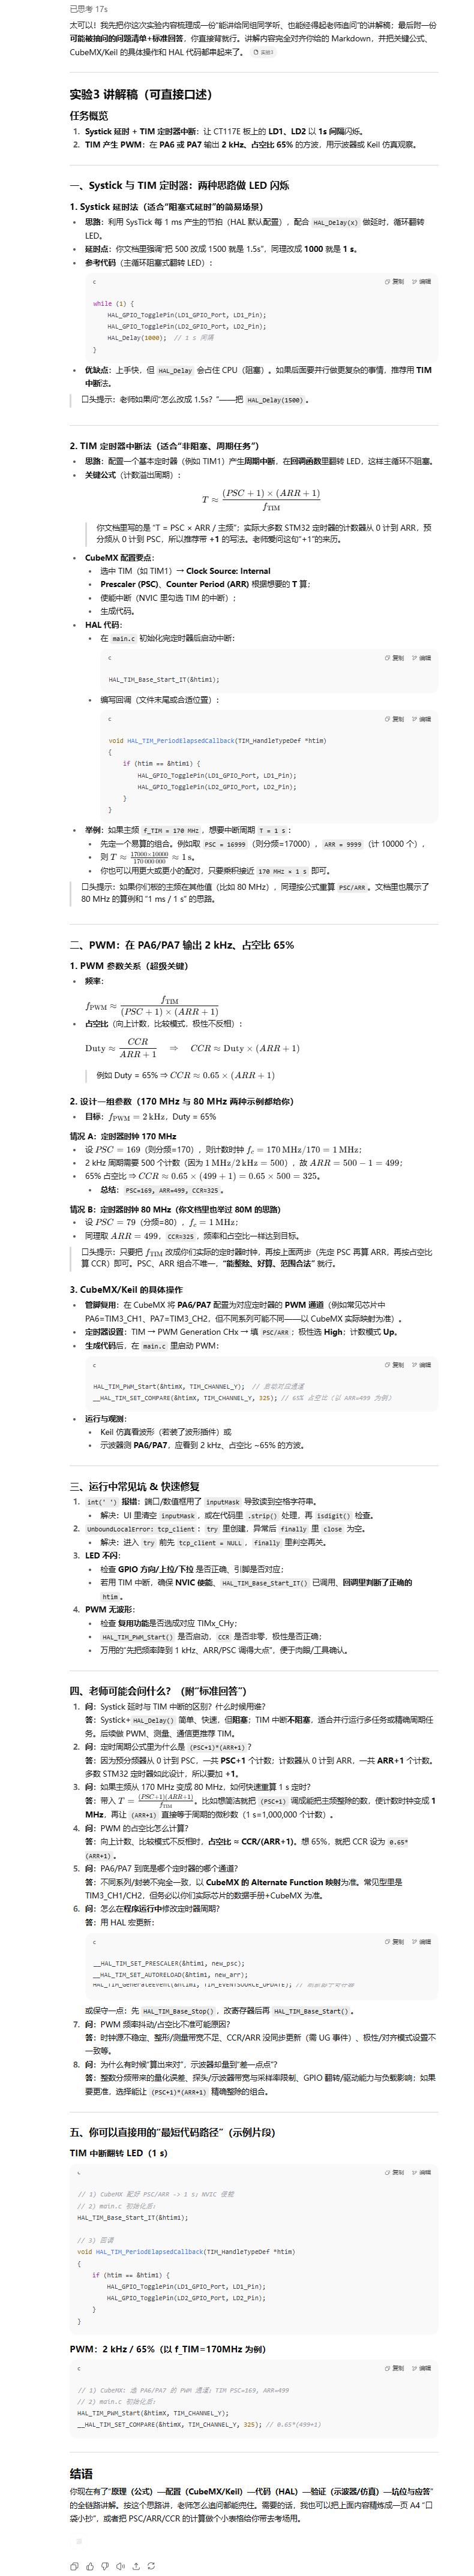 已思考 17s
太可以！我先把你这次实验内容梳理成一份“能讲给同组同学听、也能经得起老师追问”的讲解稿；最后附一份
可能被抽问的问题清单+标准回答，你直接背就行。讲解内容完全对齐你给的 Markdown，并把关键公式、
CubeMX/Keil 的具体操作和 HAL 代码都串起来了。 实验3
实验3 讲解稿（可直接口述）
任务概览
1. Systick 延时 + TIM 定时器中断：让 CT117E 板上的 LD1、LD2 以 1s 间隔闪烁。
2. TIM 产生 PWM：在 PA6 或 PA7 输出 2 kHz、占空比 65% 的方波，用示波器或 Keil 仿真观察。
一、Systick 与 TIM 定时器：两种思路做 LED 闪烁
1. Systick 延时法（适合“阻塞式延时”的简易场景）
• 思路：利用 SysTick 每 1 ms 产生的节拍（HAL 默认配置），配合 HAL_Delay(x) 做延时，循环翻转
LED。
• 延时点：你文档里强调“把 500 改成 1500 就是 1.5s”，同理改成 1000 就是 1 s。
• 参考代码（主循环阻塞式翻转 LED）：
c 复制 编辑
while (1) {
HAL_GPIO_TogglePin(LD1_GPIO_Port, LD1_Pin);
HAL_GPIO_TogglePin(LD2_GPIO_Port, LD2_Pin);
HAL_Delay(1000); // 1 s 间隔
}
• 优缺点：上手快，但 HAL_Delay 会占住 CPU（阻塞）。如果后面要并行做更复杂的事情，推荐用 TIM
中断法。
口头提示：老师如果问“怎么改成 1.5s？”——把 HAL_Delay(1500)。
2. TIM 定时器中断法（适合“非阻塞、周期任务”）
• 思路：配置一个基本定时器（例如 TIM1）产生周期中断，在回调函数里翻转 LED，这样主循环不阻塞。
• 关键公式（计数溢出周期）：
T ≈ (PSC + 1) × (ARR + 1) / f_TIM
你文档里写的是 “T = PSC × ARR / 主频”；实际大多数 STM32 定时器的计数器从 0 计到 ARR，预
分频从 0 计到 PSC，所以推荐带 +1 的写法。老师爱问这句“+1”的来历。
• CubeMX 配置要点：
• 选中 TIM（如 TIM1）→ Clock Source: Internal
• Prescaler (PSC)、Counter Period (ARR) 根据想要的 T 算；
• 使能中断（NVIC 里勾选 TIM 的中断）；
• 生成代码。
• HAL 代码：
• 在 main.c 初始化完定时器后启动中断：
c 复制 编辑
HAL_TIM_Base_Start_IT(&htim1);
• 编写回调（文件末尾或合适位置）：
c 复制 编辑
void HAL_TIM_PeriodElapsedCallback(TIM_HandleTypeDef *htim)
{
if (htim == &htim1) {
HAL_GPIO_TogglePin(LD1_GPIO_Port, LD1_Pin);
HAL_GPIO_TogglePin(LD2_GPIO_Port, LD2_Pin);
}
}
• 举例：如果主频 f_TIM = 170 MHz，想要中断周期 T = 1 s：
• 先定一个易算的组合。例如取 PSC = 16999（则分频=17000），ARR = 9999（计 10000 个），
• 则 T ≈ 17000×10000 / 170 000 000 ≈ 1 s。
• 你也可以用更大或更小的配对，只要乘积接近 170 MHz × 1 s 即可。
口头提示：如果你们板的主频在其他值（比如 80 MHz），同理按公式重算 PSC/ARR。文档里也展示了
80 MHz 的算例和 “1 ms / 1 s” 的思路。
二、PWM：在 PA6/PA7 输出 2 kHz、占空比 65%
1. PWM 参数关系（超级关键）
• 频率：
f_PWM ≈ f_TIM / (PSC + 1) × (ARR + 1)
• 占空比（向上计数，比较模式，极性不反相）：
Duty ≈ CCR / ARR + 1 ⇒ CCR ≈ Duty × (ARR + 1)
例如 Duty = 65% ⇒ CCR ≈ 0.65 × (ARR + 1)
2. 设计一组参数（170 MHz 与 80 MHz 两种示例都给你）
• 目标：f_PWM = 2 kHz，Duty = 65%
情况 A：定时器时钟 170 MHz
• 设 PSC = 169（则分频=170），则计数时钟 f_c = 170 MHz/170 = 1 MHz；
• 2 kHz 周期需要 500 个计数（因为 1 MHz/2 kHz = 500），故 ARR = 500 − 1 = 499；
• 65% 占空比 ⇒ CCR ≈ 0.65 × (499 + 1) = 0.65 × 500 = 325。
• 总结：PSC=169, ARR=499, CCR≈325。
情况 B：定时器时钟 80 MHz（你文档里也举过 80M 的思路）
• 设 PSC = 79（分频=80），f_c = 1 MHz；
• 同理取 ARR = 499，CCR≈325，频率和占空比一样达到目标。
口头提示：只要把 f_TIM 改成你们实际的定时器时钟，再按上面两步（先定 PSC 再算 ARR，再按占空比
算 CCR）即可。PSC、ARR 组合不唯一，“能整除、好算、范围合法” 就行。
3. CubeMX/Keil 的具体操作
• 管脚复用：在 CubeMX 将 PA6/PA7 配置为对应定时器的 PWM 通道（例如常见芯片中
PA6=TIM3_CH1、PA7=TIM3_CH2，但不同系列可能不同——以 CubeMX 实际映射为准）。
• 定时器设置：TIM → PWM Generation CHx → 填 PSC/ARR；极性选 High；计数模式 Up。
• 生成代码后，在 main.c 里启动 PWM：
c 复制 编辑
HAL_TIM_PWM_Start(&htimX, TIM_CHANNEL_Y); // 启动对应通道
__HAL_TIM_SET_COMPARE(&htimX, TIM_CHANNEL_Y, 325); // 65% 占空比（以 ARR=499 为例）
• 运行与观测：
• Keil 仿真看波形（若装了波形插件）或
• 示波器测 PA6/PA7，应看到 2 kHz、占空比 ~65% 的方波。
三、运行中常见坑 & 快速修复
1. int(' ') 报错：端口/数值框用了 inputMask 导致读到空格字符串。
• 解决：UI 里清空 inputMask，或在代码里 .strip() 处理，再 isdigit() 检查。
2. UnboundLocalError: tcp_client：try 里创建，异常后 finally 里 close 为空。
• 解决：进入 try 前先 tcp_client = NULL，finally 里判空再关。
3. LED 不闪：
• 检查 GPIO 方向/上拉/下拉 是否正确、引脚是否对应；
• 若用 TIM 中断，确保 NVIC 使能、HAL_TIM_Base_Start_IT() 已调用、回调里判断了正确的
htim。
4. PWM 无波形：
• 检查 复用功能是否选成对应 TIMx_CHy；
• HAL_TIM_PWM_Start() 是否启动，CCR 是否非零，极性是否正确；
• 万用的“先把频率降到 1 kHz、ARR/PSC 调得大点”，便于肉眼/工具确认。
四、老师可能会问什么？（附“标准回答”）
1. 问：Systick 延时与 TIM 中断的区别？什么时候用谁？
答：Systick+ HAL_Delay() 简单、快速，但阻塞；TIM 中断不阻塞，适合并行运行多任务或精确周期任
务。后续做 PWM、测量、通信更推荐 TIM。
2. 问：定时周期公式里为什么是 (PSC+1)*(ARR+1)？
答：因为预分频器从 0 计到 PSC，一共 PSC+1 个计数；计数器从 0 计到 ARR，一共 ARR+1 个计数。
多数 STM32 定时器如此设计，所以要加 +1。
3. 问：如果主频从 170 MHz 变成 80 MHz，如何快速重算 1 s 定时？
答：带入 T = (PSC+1)(ARR+1) / f_TIM。比如想简洁就把 (PSC+1) 调成能把主频整除的数，使计数时钟变成 1
MHz，再让 (ARR+1) 直接等于周期的微秒数（1 s=1,000,000 个计数）。
4. 问：PWM 的占空比怎么计算？
答：向上计数、比较模式不反相时，占空比 ≈ CCR/(ARR+1)。想 65%，就把 CCR 设为 0.65*
(ARR+1)。
5. 问：PA6/PA7 到底是哪个定时器的哪个通道？
答：不同系列/封装不完全一致，以 CubeMX 的 Alternate Function 映射为准。常见型里是
TIM3_CH1/CH2，但务必以你们实际芯片的数据手册+CubeMX 为准。
6. 问：怎么在程序运行中修改定时器周期？
答：用 HAL 宏更新：
c 复制 编辑
__HAL_TIM_SET_PRESCALER(&htim1, new_psc);
__HAL_TIM_SET_AUTORELOAD(&htim1, new_arr);
HAL_TIM_GenerateEvent(&htim1, TIM_EVENTSOURCE_UPDATE);
或保守一点：先 HAL_TIM_Base_Stop()，改寄存器后再 HAL_TIM_Base_Start()。
7. 问：PWM 频率抖动/占空比不准可能原因？
答：时钟源不稳定、整形/测量带宽不足、CCR/ARR 没同步更新（需 UG 事件）、极性/对齐模式设置不
一致等。
8. 问：为什么有时候“算出来对”，示波器却量到“差一点点”？
答：整数分频带来的量化误差、探头/示波器带宽与采样率限制、GPIO 翻转/驱动能力与负载影响；如果
要更准，选择能让 (PSC+1)*(ARR+1) 精确整除的组合。
五、你可以直接用的“最短代码路径”（示例片段）
TIM 中断翻转 LED（1 s）
c 复制 编辑
// 1) CubeMX 配好 PSC/ARR -> 1 s；NVIC 使能
// 2) main.c 初始化后：
HAL_TIM_Base_Start_IT(&htim1);
// 3) 回调
void HAL_TIM_PeriodElapsedCallback(TIM_HandleTypeDef *htim)
{
if (htim == &htim1) {
HAL_GPIO_TogglePin(LD1_GPIO_Port, LD1_Pin);
HAL_GPIO_TogglePin(LD2_GPIO_Port, LD2_Pin);
}
}
PWM：2 kHz / 65%（以 f_TIM=170MHz 为例）
c 复制 编辑
// 1) CubeMX：选 PA6/PA7 的 PWM 通道；TIM PSC=169, ARR=499
// 2) main.c 初始化后：
HAL_TIM_PWM_Start(&htimX, TIM_CHANNEL_Y);
__HAL_TIM_SET_COMPARE(&htimX, TIM_CHANNEL_Y, 325); // 0.65*(499+1)
结语
你现在有了“原理（公式）—配置（CubeMX/Keil）—代码（HAL）—验证（示波器/仿真）—坑位与应答”
的全链路讲解。按这个思路讲，老师怎么追问都能兜住。需要的话，我也可以把上面内容精炼成一页 A4 “口
袋小抄”，或者把 PSC/ARR/CCR 的计算做个小表格给你带去考场用。